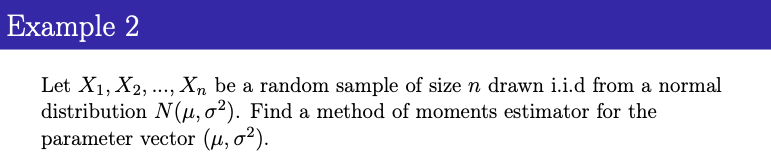 Example 2
Let X₁, X₂, ..., Xₙ be a random sample of size n drawn i.i.d from a normal
distribution N(μ, σ²). Find a method of moments estimator for the
parameter vector (μ, σ²).